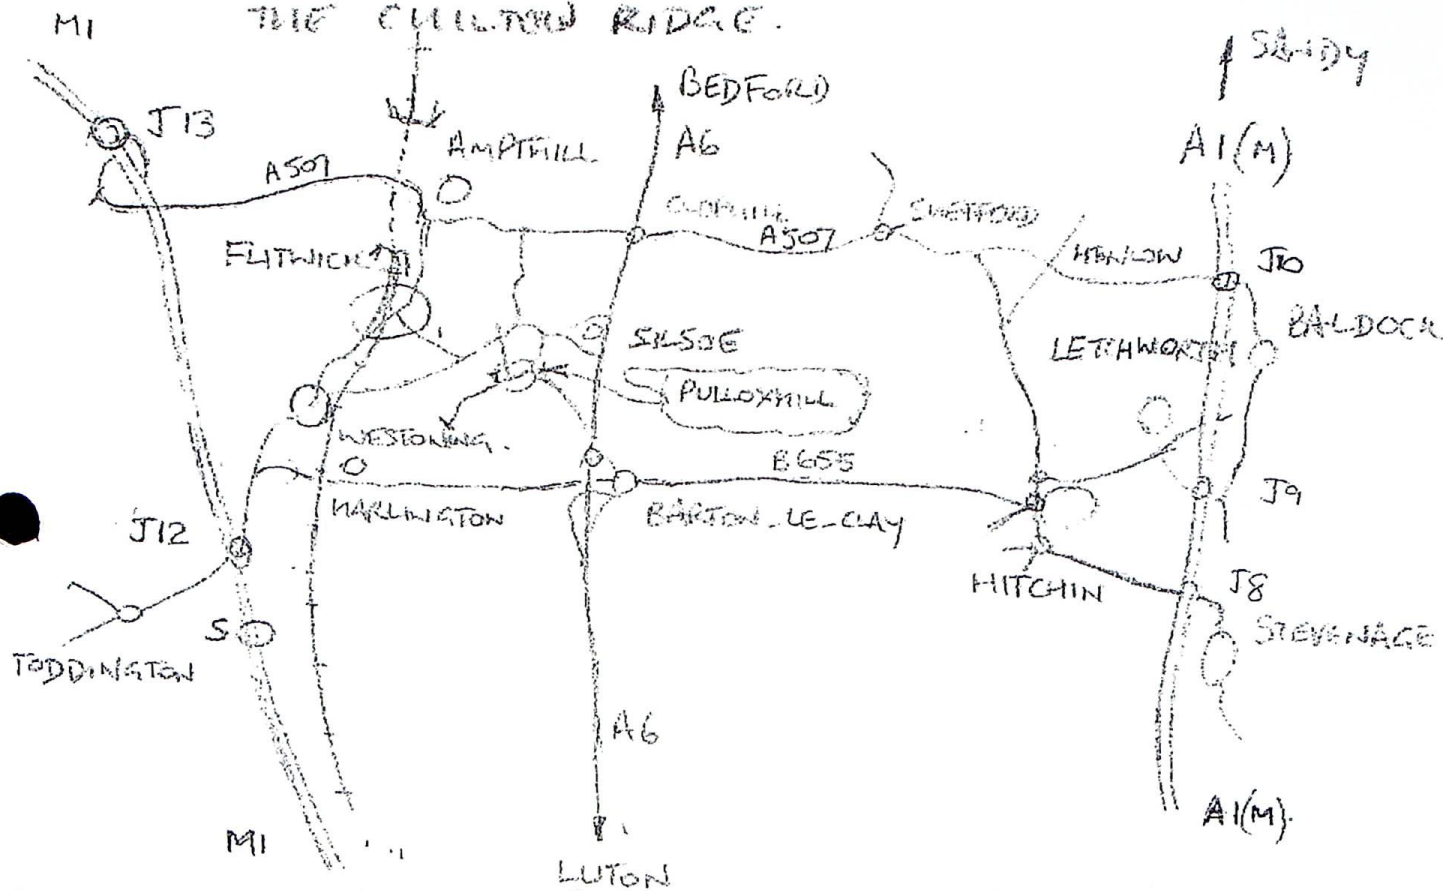 M1
THE CHILTERN RIDGE.
SANDY
BEDFORD
J13
A6
A1(M)
AMPTHILL
A507
SHEFFORD
A507
FLITWICK
HENLOW
J10
BALDOCK
SILSOE
LETCHWORTH
PULLOXHILL
WESTONING.
B655
J9
HARLINGTON
BARTON-LE-CLAY
J12
HITCHIN
J8
S
STEVENAGE
TODDINGTON
A6
A1(M).
M1
LUTON